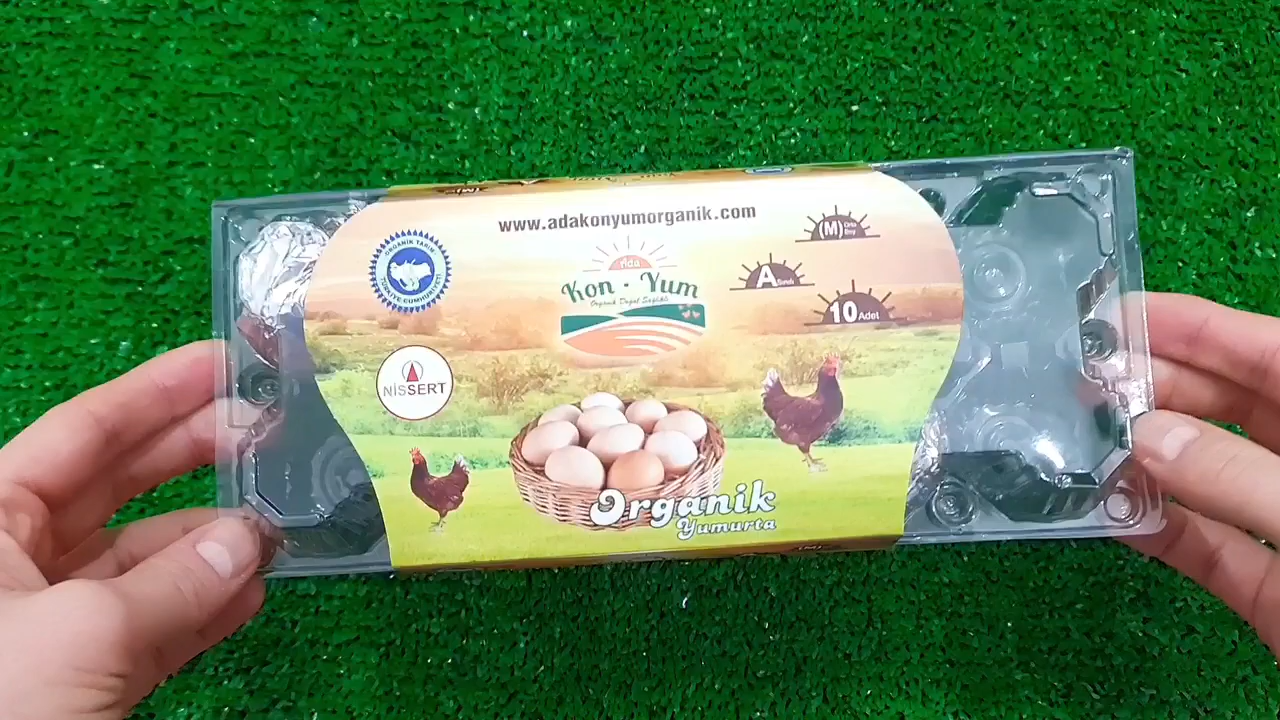 www.adakonyumorganik.com
ORGANİK TARIM
TÜRKİYE CUMHURİYETİ
Ada
Kon - Yum
Organik Doğal Sağlıklı
(M) Orta Boy
A Sınıfı
10 Adet
NİSSERT
Organik
Yumurta